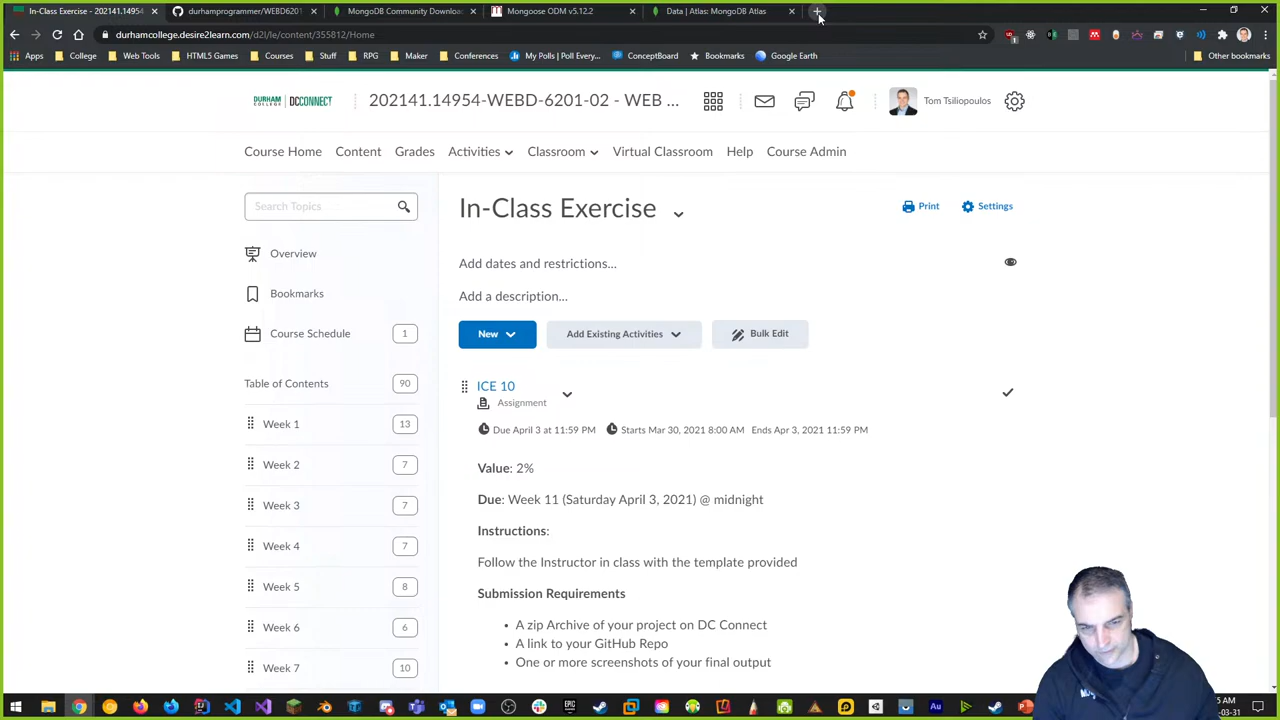 In-Class Exercise - 202141.14954
durhamprogrammer/WEBD6201
MongoDB Community Download
Mongoose ODM v5.12.2
Data | Atlas: MongoDB Atlas
durhamcollege.desire2learn.com/d2l/le/content/355812/Home
Apps
College
Web Tools
HTML5 Games
Courses
Stuff
RPG
Maker
Conferences
My Polls | Poll Every...
ConceptBoard
Bookmarks
Google Earth
Other bookmarks
DURHAM COLLEGE
DC CONNECT
202141.14954-WEBD-6201-02 - WEB ...
Tom Tsiliopoulos
Course Home
Content
Grades
Activities
Classroom
Virtual Classroom
Help
Course Admin
Search Topics
Overview
Bookmarks
Course Schedule 1
Table of Contents 90
Week 1 13
Week 2 7
Week 3 7
Week 4 7
Week 5 8
Week 6 6
Week 7 10
In-Class Exercise
Print
Settings
Add dates and restrictions...
Add a description...
New
Add Existing Activities
Bulk Edit
ICE 10
Assignment
Due April 3 at 11:59 PM Starts Mar 30, 2021 8:00 AM Ends Apr 3, 2021 11:59 PM
Value: 2%
Due: Week 11 (Saturday April 3, 2021) @ midnight
Instructions:
Follow the Instructor in class with the template provided
Submission Requirements
• A zip Archive of your project on DC Connect
• A link to your GitHub Repo
• One or more screenshots of your final output